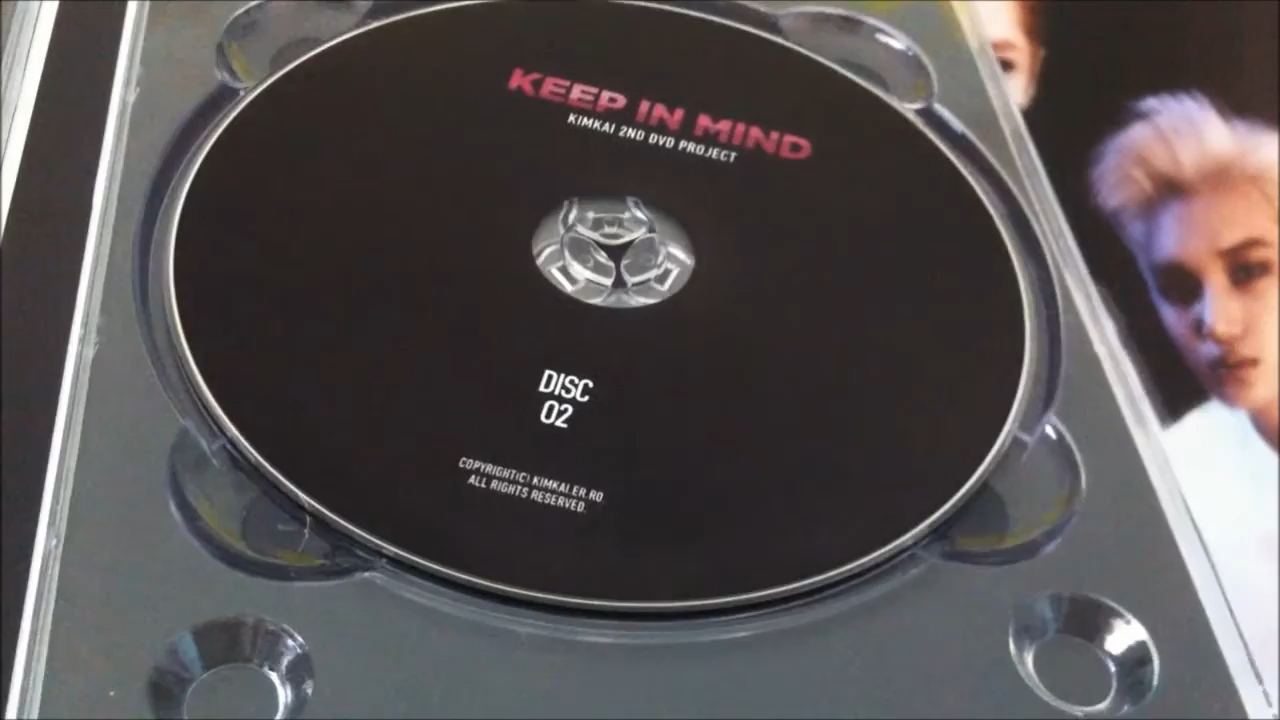 KEEP IN MIND
KIMKAI 2ND DVD PROJECT
DISC
02
COPYRIGHT(C) KIMKAI.ER.RO
ALL RIGHTS RESERVED.